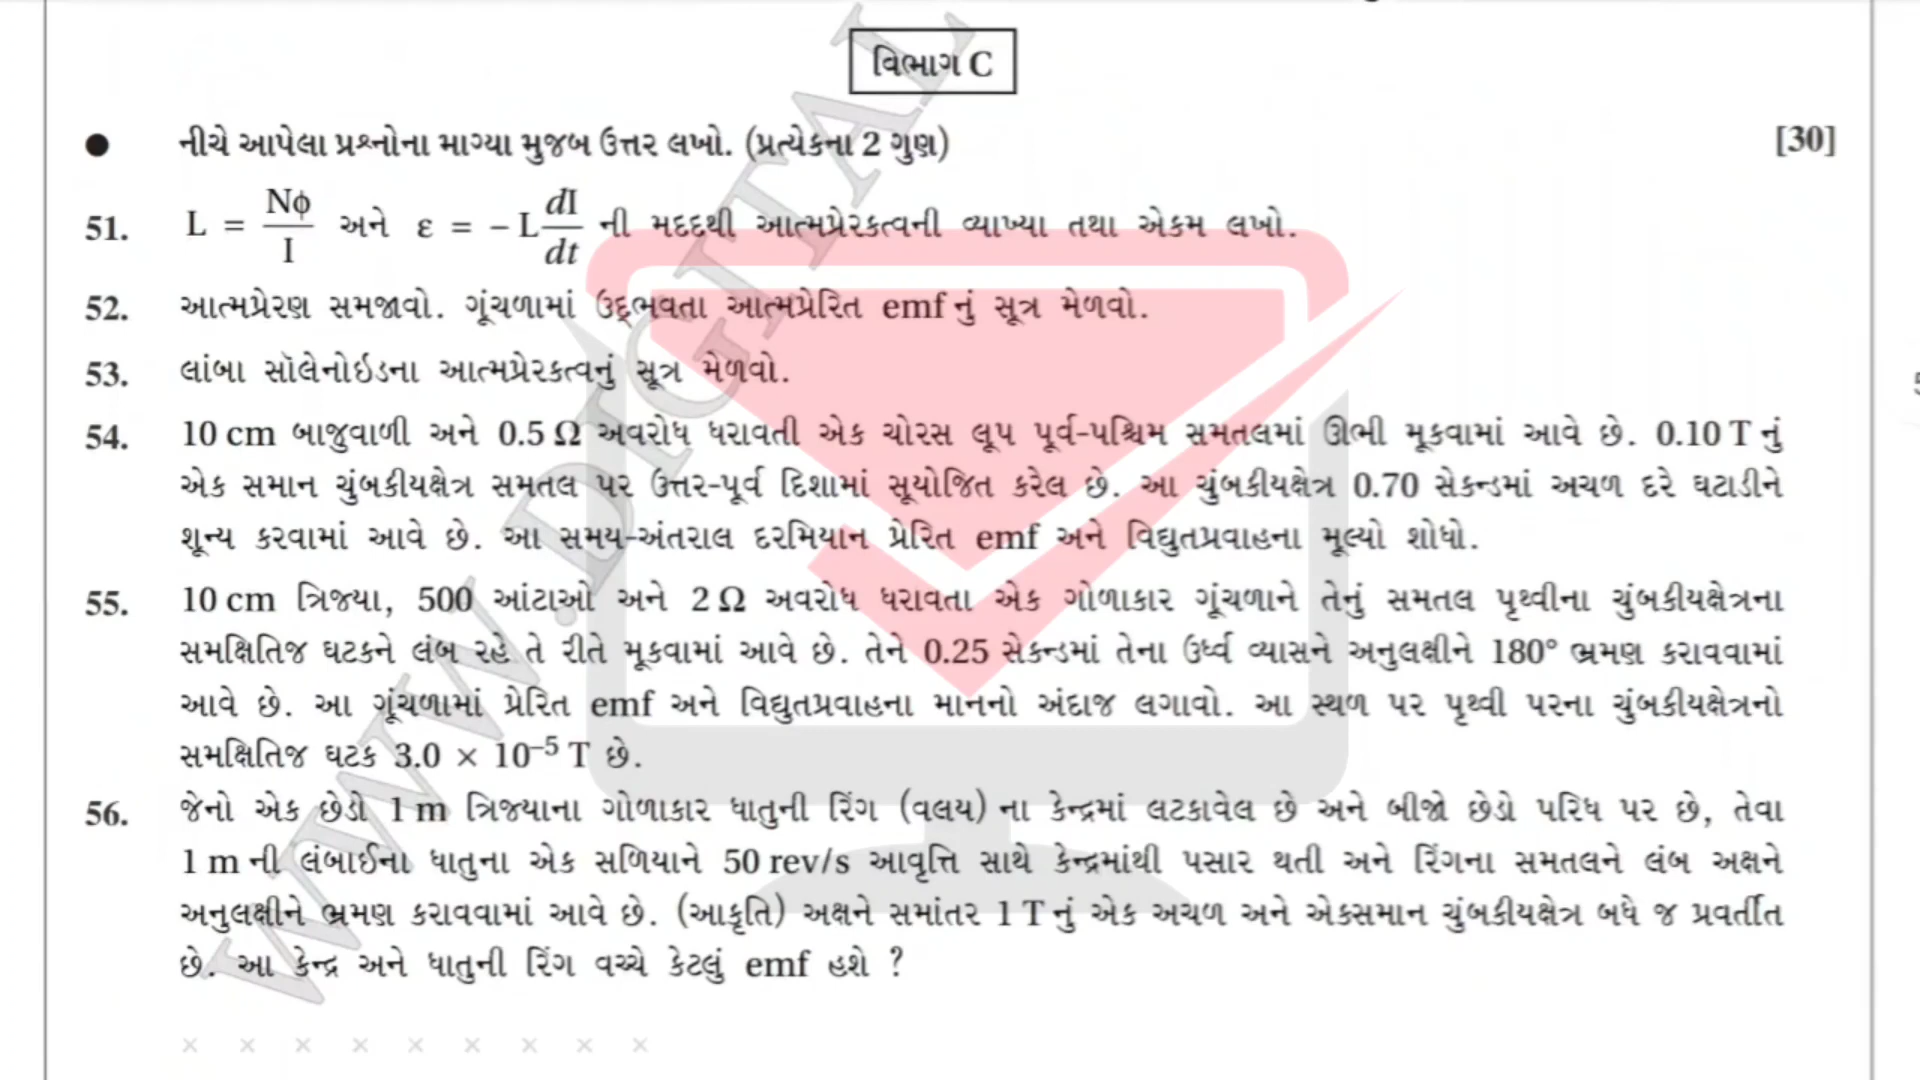 વિભાગ C
● નીચે આપેલા પ્રશ્નોના માગ્યા મુજબ ઉત્તર લખો. (પ્રત્યેકના 2 ગુણ) [30]
51. L = Nϕ/I અને ε = – L dI/dt ની મદદથી આત્મપ્રેરકત્વની વ્યાખ્યા તથા એકમ લખો.
52. આત્મપ્રેરણ સમજાવો. ગૂંચળામાં ઉદ્ભવતા આત્મપ્રેરિત emf નું સૂત્ર મેળવો.
53. લાંબા સૉલેનોઇડના આત્મપ્રેરકત્વનું સૂત્ર મેળવો.
54. 10 cm બાજુવાળી અને 0.5 Ω અવરોધ ધરાવતી એક ચોરસ લૂપ પૂર્વ-પશ્ચિમ સમતલમાં ઊભી મૂકવામાં આવે છે. 0.10 T નું
એક સમાન ચુંબકીયક્ષેત્ર સમતલ પર ઉત્તર-પૂર્વ દિશામાં સૂયોજિત કરેલ છે. આ ચુંબકીયક્ષેત્ર 0.70 સેકન્ડમાં અચળ દરે ઘટાડીને
શૂન્ય કરવામાં આવે છે. આ સમય-અંતરાલ દરમિયાન પ્રેરિત emf અને વિદ્યુતપ્રવાહના મૂલ્યો શોધો.
55. 10 cm ત્રિજ્યા, 500 આંટાઓ અને 2 Ω અવરોધ ધરાવતા એક ગોળાકાર ગૂંચળાને તેનું સમતલ પૃથ્વીના ચુંબકીયક્ષેત્રના
સમક્ષિતિજ ઘટકને લંબ રહે તે રીતે મૂકવામાં આવે છે. તેને 0.25 સેકન્ડમાં તેના ઉર્ધ્વ વ્યાસને અનુલક્ષીને 180° ભ્રમણ કરાવવામાં
આવે છે. આ ગૂંચળામાં પ્રેરિત emf અને વિદ્યુતપ્રવાહના માનનો અંદાજ લગાવો. આ સ્થળ પર પૃથ્વી પરના ચુંબકીયક્ષેત્રનો
સમક્ષિતિજ ઘટક 3.0 × 10⁻⁵ T છે.
56. જેનો એક છેડો 1 m ત્રિજ્યાના ગોળાકાર ધાતુની રિંગ (વલય) ના કેન્દ્રમાં લટકાવેલ છે અને બીજો છેડો પરિધ પર છે, તેવા
1 m ની લંબાઈના ધાતુના એક સળિયાને 50 rev/s આવૃત્તિ સાથે કેન્દ્રમાંથી પસાર થતી અને રિંગના સમતલને લંબ અક્ષને
અનુલક્ષીને ભ્રમણ કરાવવામાં આવે છે. (આકૃતિ) અક્ષને સમાંતર 1 T નું એક અચળ અને એકસમાન ચુંબકીયક્ષેત્ર બધે જ પ્રવર્તીત
છે. આ કેન્દ્ર અને ધાતુની રિંગ વચ્ચે કેટલું emf હશે ?
WWW.DIGITAL
× × × × × × × × ×